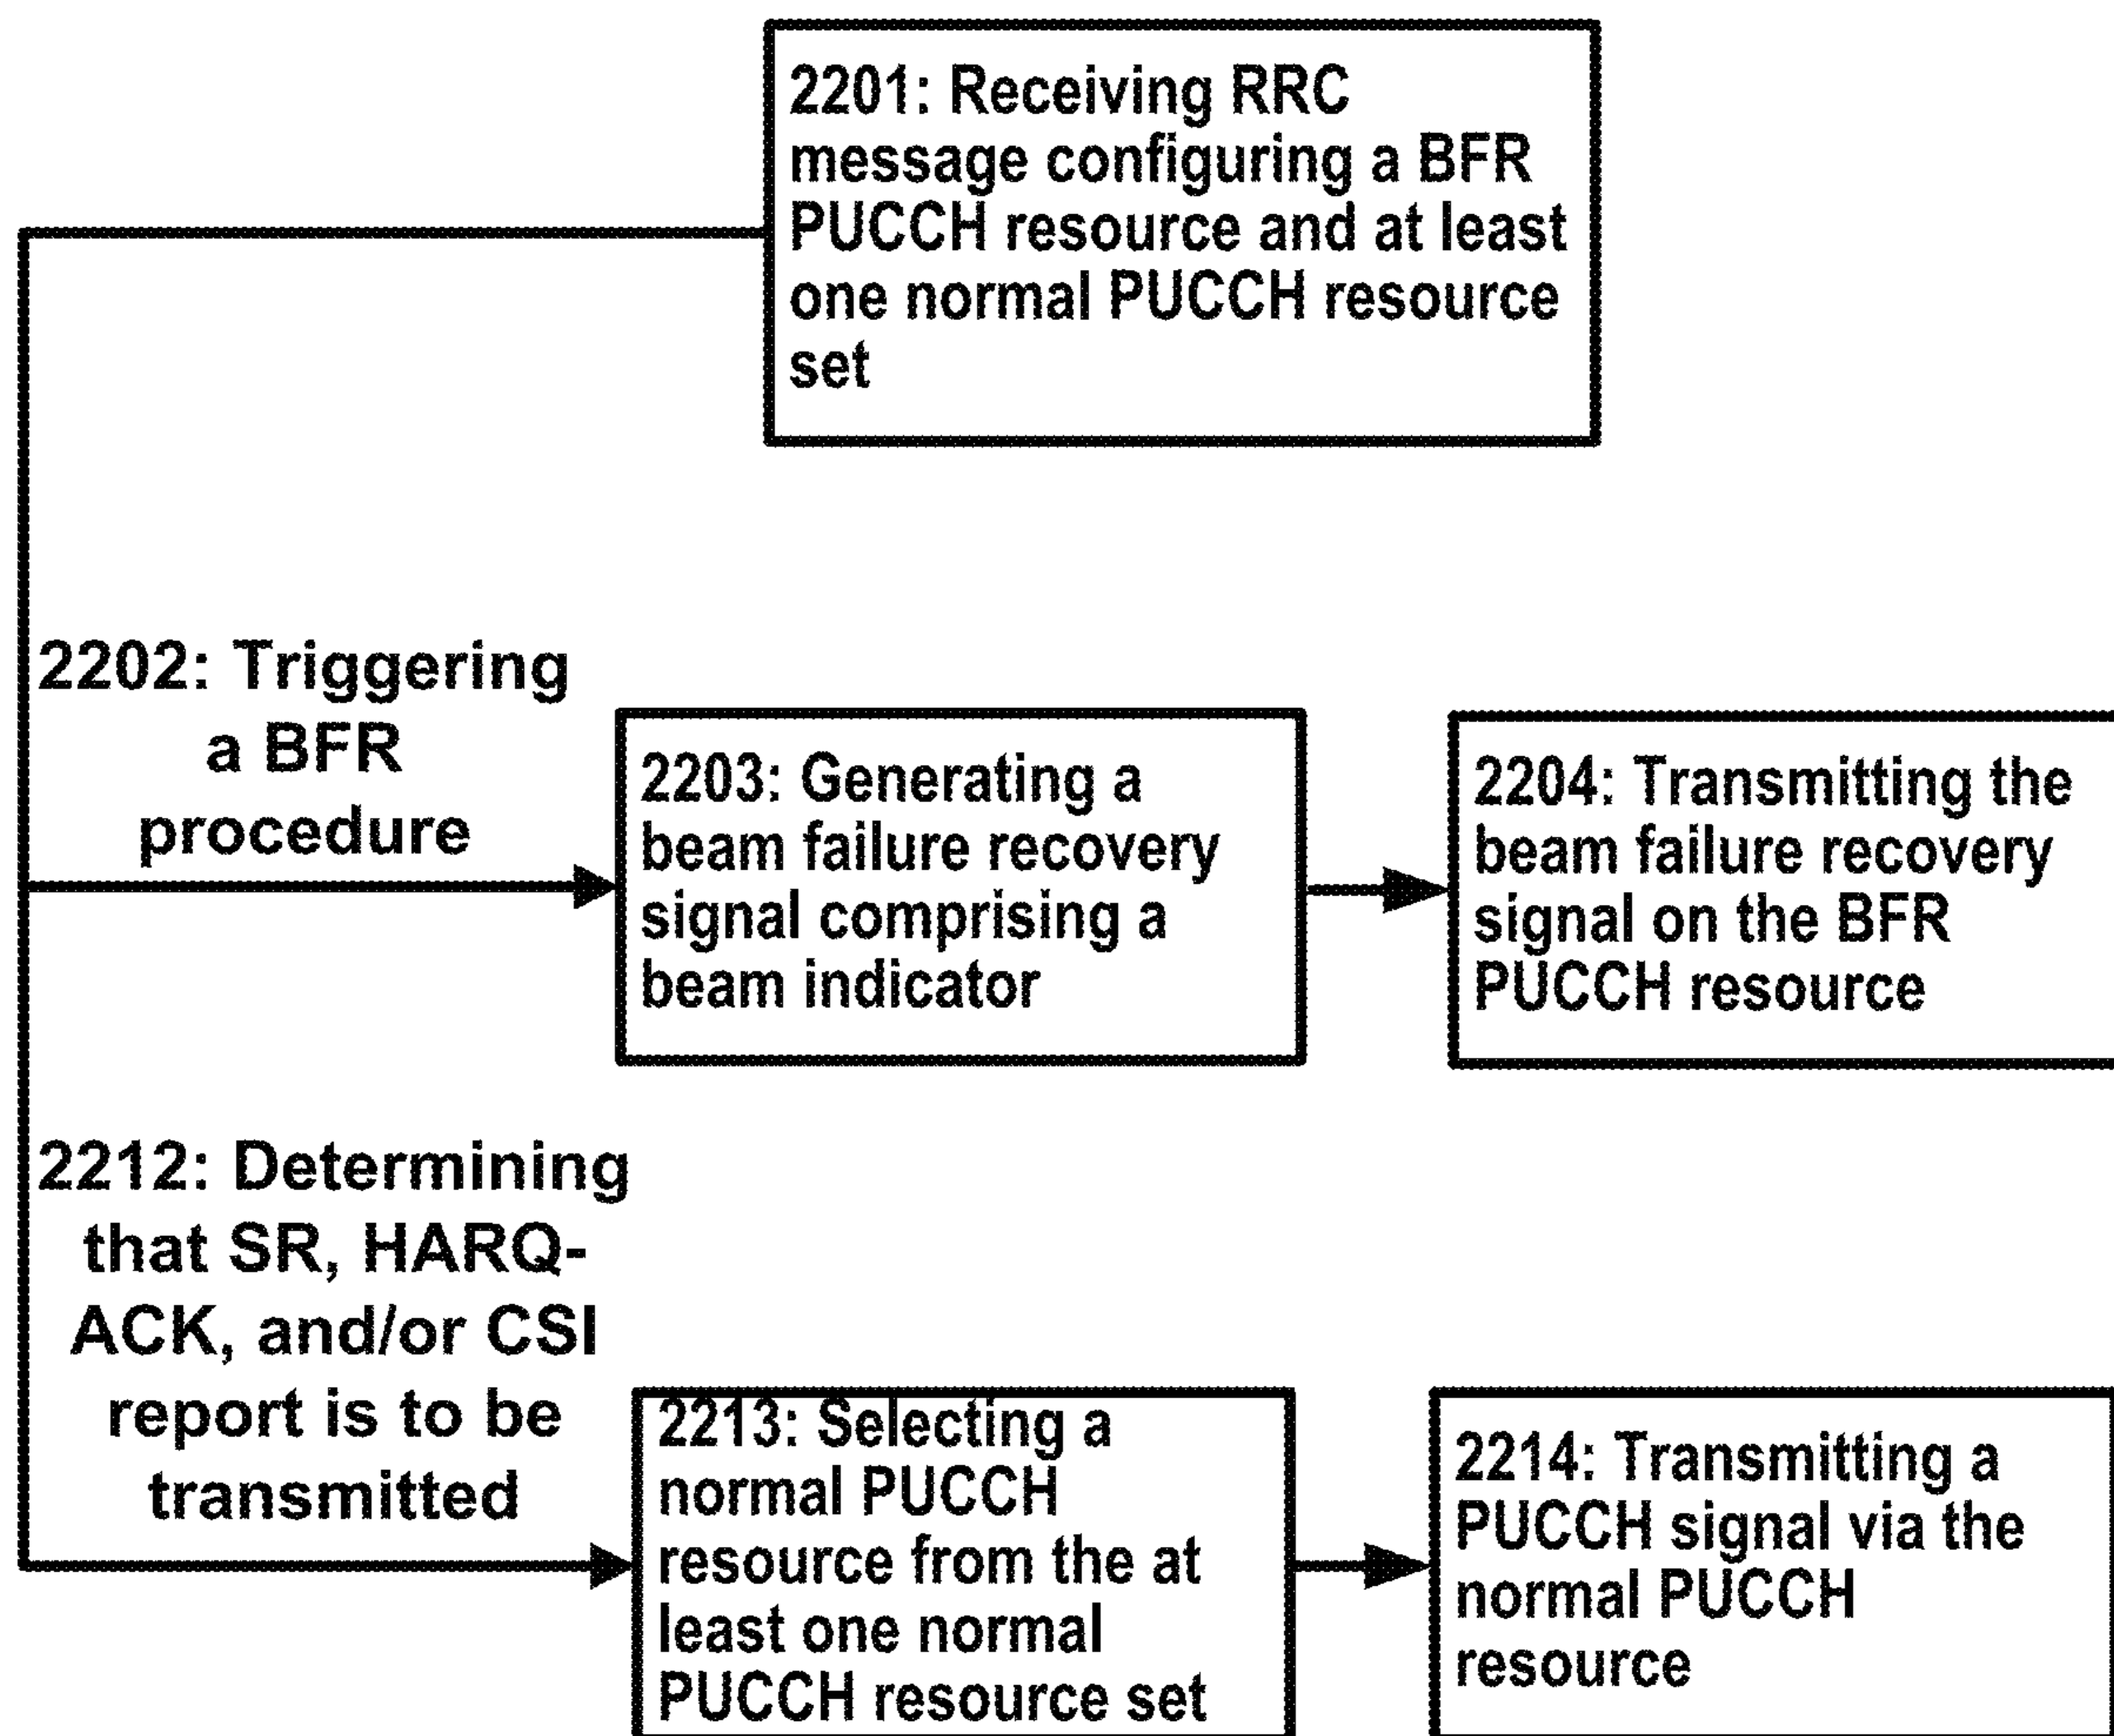 2201: Receiving RRC
message configuring a BFR
PUCCH resource and at least
one normal PUCCH resource
set
2202: Triggering
a BFR
procedure
2203: Generating a
beam failure recovery
signal comprising a
beam indicator
2204: Transmitting the
beam failure recovery
signal on the BFR
PUCCH resource
2212: Determining
that SR, HARQ-
ACK, and/or CSI
report is to be
transmitted
2213: Selecting a
normal PUCCH
resource from the at
least one normal
PUCCH resource set
2214: Transmitting a
PUCCH signal via the
normal PUCCH
resource